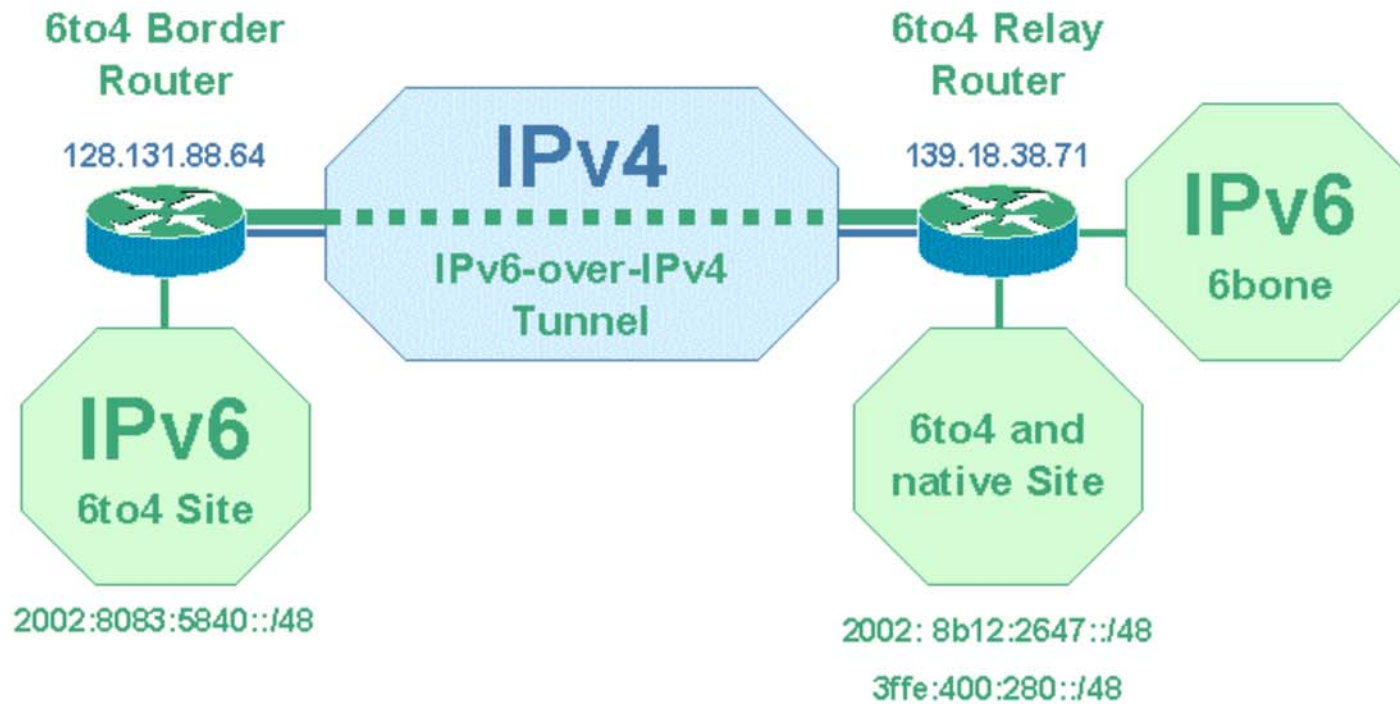 6to4 Border
Router
128.131.88.64
IPv4
IPv6-over-IPv4
Tunnel
6to4 Relay
Router
139.18.38.71
IPv6
6bone
IPv6
6to4 Site
2002:8083:5840::/48
6to4 and
native Site
2002: 8b12:2647::/48
3ffe:400:280::/48